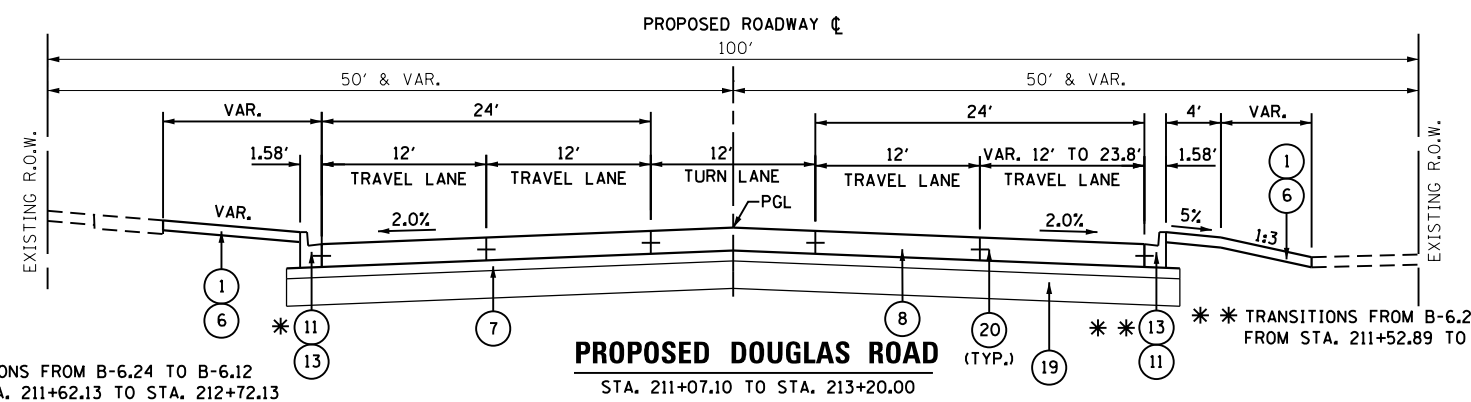 PROPOSED ROADWAY ℄
100'
50' & VAR. 50' & VAR.
VAR. 24' 24' 4' VAR.
1.58' 12' 12' 12' 12' VAR. 12' TO 23.8' 1.58'
TRAVEL LANE TRAVEL LANE TURN LANE TRAVEL LANE TRAVEL LANE
1
6
EXISTING R.O.W.
EXISTING R.O.W.
VAR. 2.0% PGL 2.0% 5% 1:3
1
6
* 11
13
7
8
20
(TYP.)
19
* * 13
11
* * TRANSITIONS FROM B-6.2
FROM STA. 211+52.89 TO
PROPOSED DOUGLAS ROAD
STA. 211+07.10 TO STA. 213+20.00
ONS FROM B-6.24 TO B-6.12
A. 211+62.13 TO STA. 212+72.13